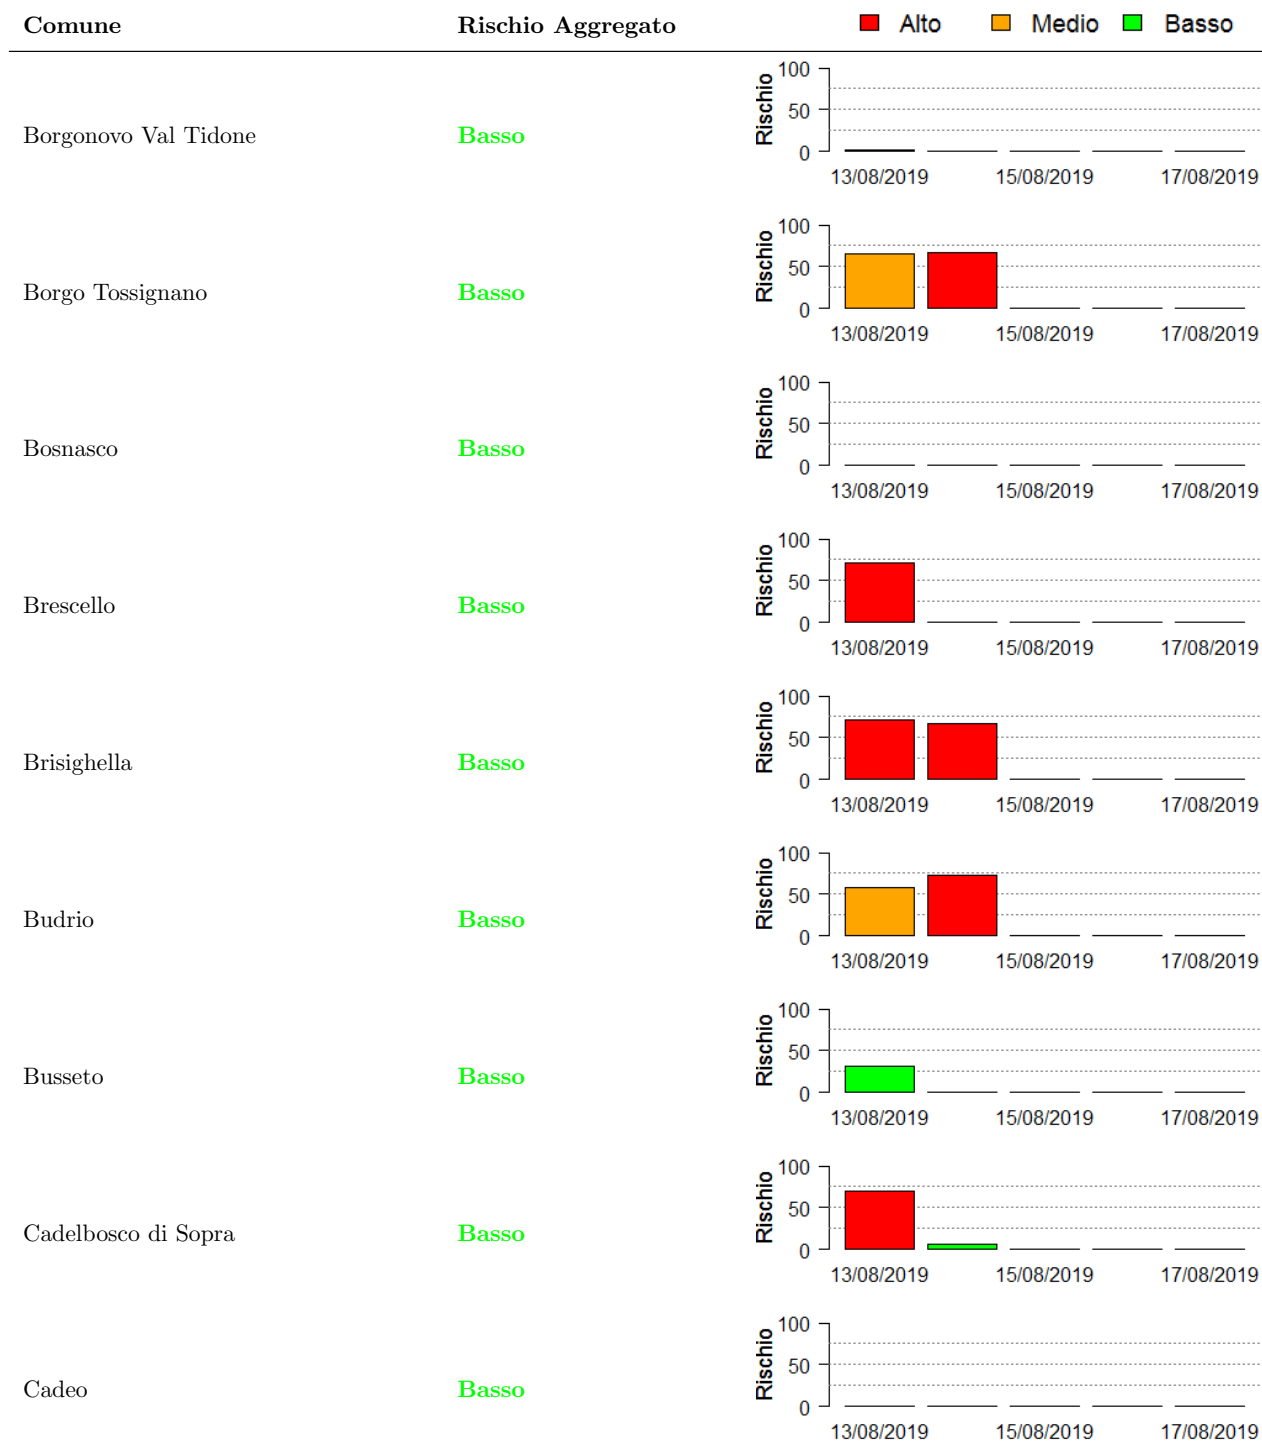 Comune Rischio Aggregato Alto Medio Basso
Borgonovo Val Tidone Basso Rischio 100 50 0
13/08/2019 15/08/2019 17/08/2019
Borgo Tossignano Basso Rischio 100 50 0
13/08/2019 15/08/2019 17/08/2019
Bosnasco Basso Rischio 100 50 0
13/08/2019 15/08/2019 17/08/2019
Brescello Basso Rischio 100 50 0
13/08/2019 15/08/2019 17/08/2019
Brisighella Basso Rischio 100 50 0
13/08/2019 15/08/2019 17/08/2019
Budrio Basso Rischio 100 50 0
13/08/2019 15/08/2019 17/08/2019
Busseto Basso Rischio 100 50 0
13/08/2019 15/08/2019 17/08/2019
Cadelbosco di Sopra Basso Rischio 100 50 0
13/08/2019 15/08/2019 17/08/2019
Cadeo Basso Rischio 100 50 0
13/08/2019 15/08/2019 17/08/2019